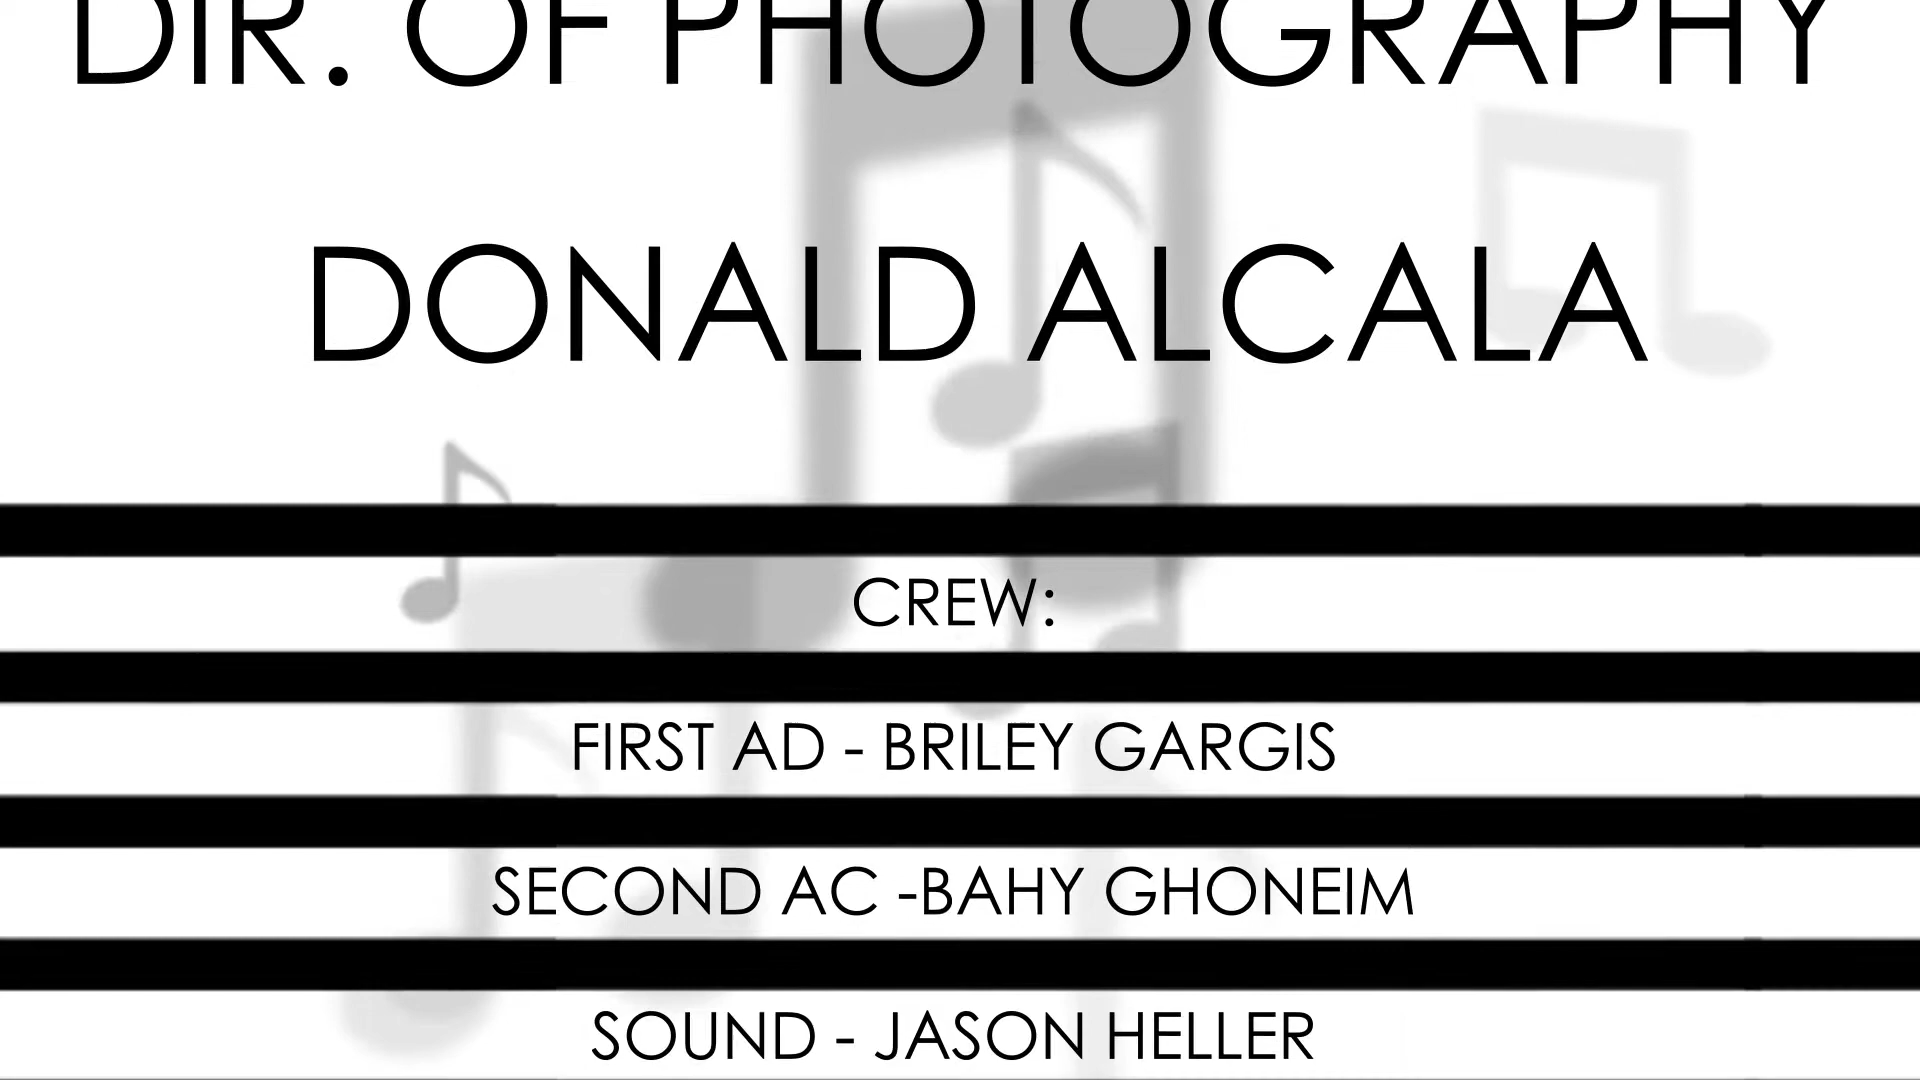 DIR. OF PHOTOGRAPHY
DONALD ALCALA
CREW:
FIRST AD - BRILEY GARGIS
SECOND AC -BAHY GHONEIM
SOUND - JASON HELLER